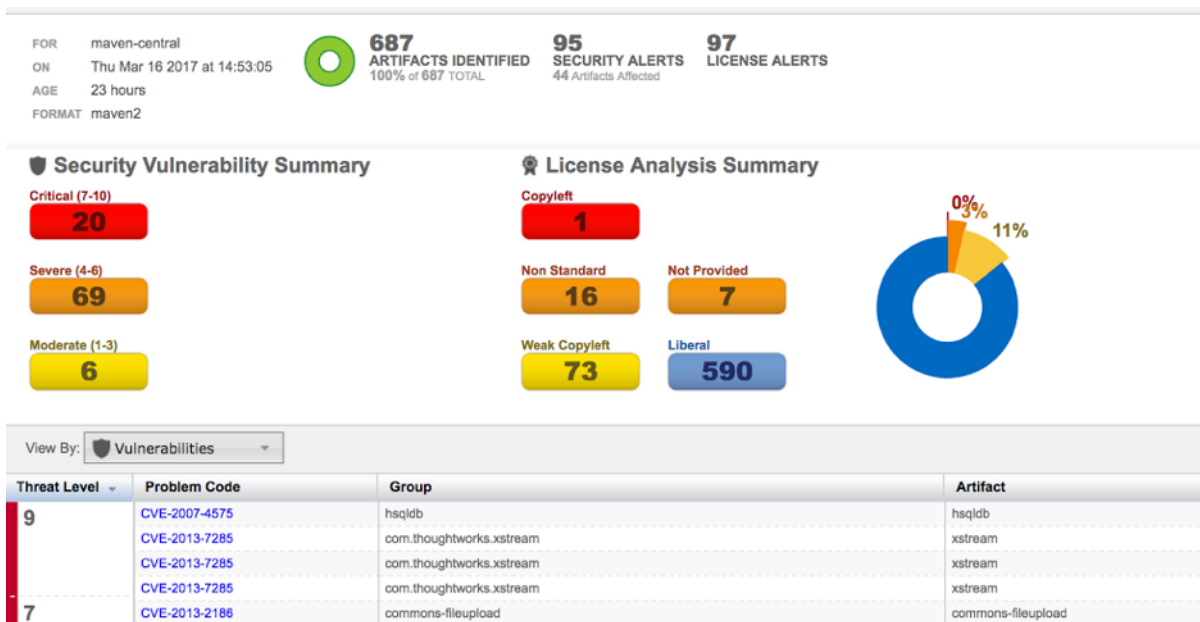 FOR maven-central
ON Thu Mar 16 2017 at 14:53:05
AGE 23 hours
FORMAT maven2
687
ARTIFACTS IDENTIFIED
100% of 687 TOTAL
95
SECURITY ALERTS
44 Artifacts Affected
97
LICENSE ALERTS
Security Vulnerability Summary
Critical (7-10)
20
Severe (4-6)
69
Moderate (1-3)
6
License Analysis Summary
Copyleft
1
Non Standard
16
Not Provided
7
Weak Copyleft
73
Liberal
590
0%
3%
11%
View By: Vulnerabilities
Threat Level Problem Code Group Artifact
9 CVE-2007-4575 hsqldb hsqldb
CVE-2013-7285 com.thoughtworks.xstream xstream
CVE-2013-7285 com.thoughtworks.xstream xstream
CVE-2013-7285 com.thoughtworks.xstream xstream
7 CVE-2013-2186 commons-fileupload commons-fileupload